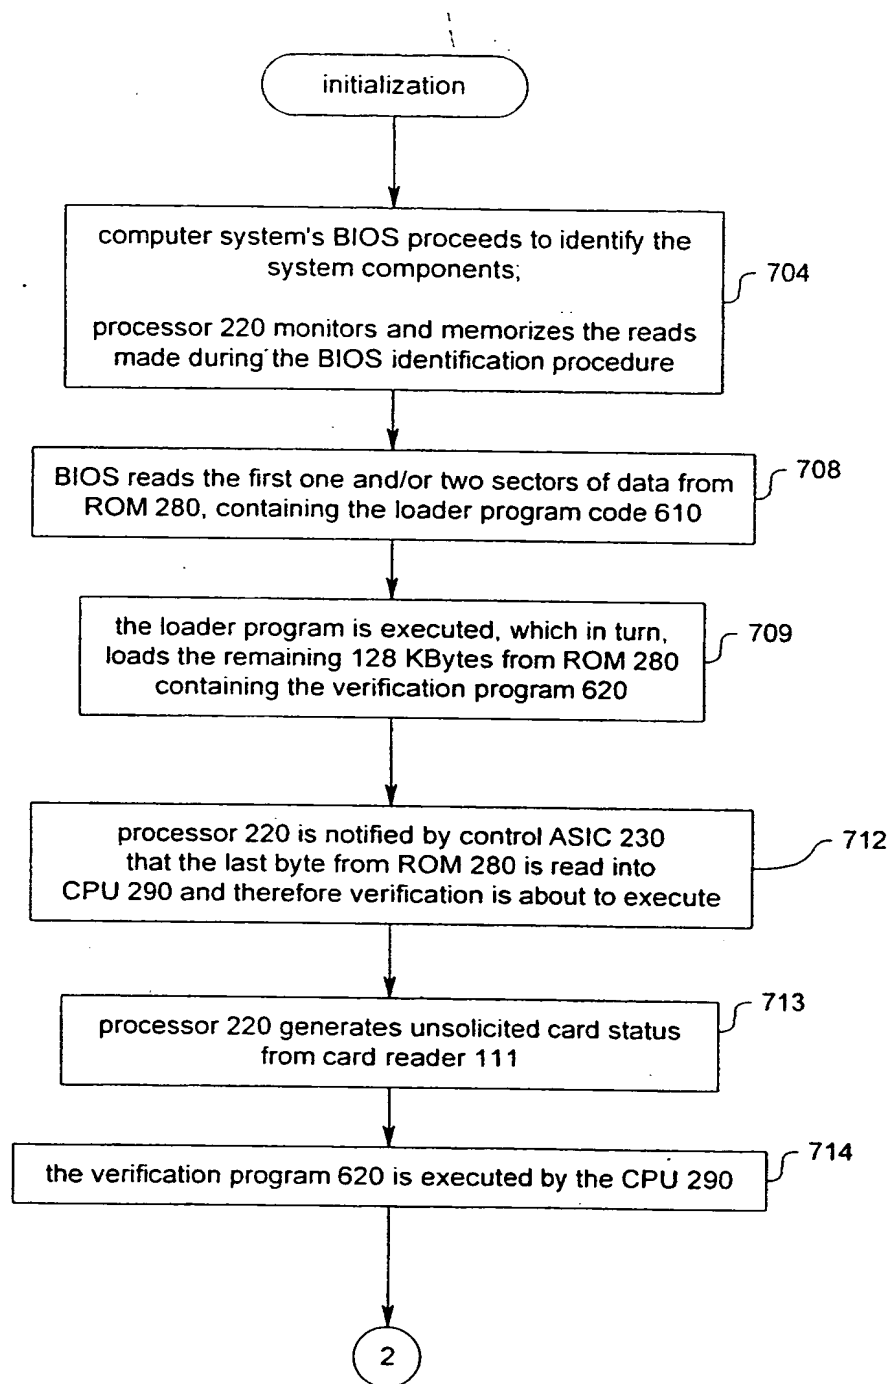 initialization
computer system's BIOS proceeds to identify the
system components;
processor 220 monitors and memorizes the reads
made during the BIOS identification procedure
704
BIOS reads the first one and/or two sectors of data from
ROM 280, containing the loader program code 610
708
the loader program is executed, which in turn,
loads the remaining 128 KBytes from ROM 280
containing the verification program 620
709
processor 220 is notified by control ASIC 230
that the last byte from ROM 280 is read into
CPU 290 and therefore verification is about to execute
712
processor 220 generates unsolicited card status
from card reader 111
713
the verification program 620 is executed by the CPU 290
714
2